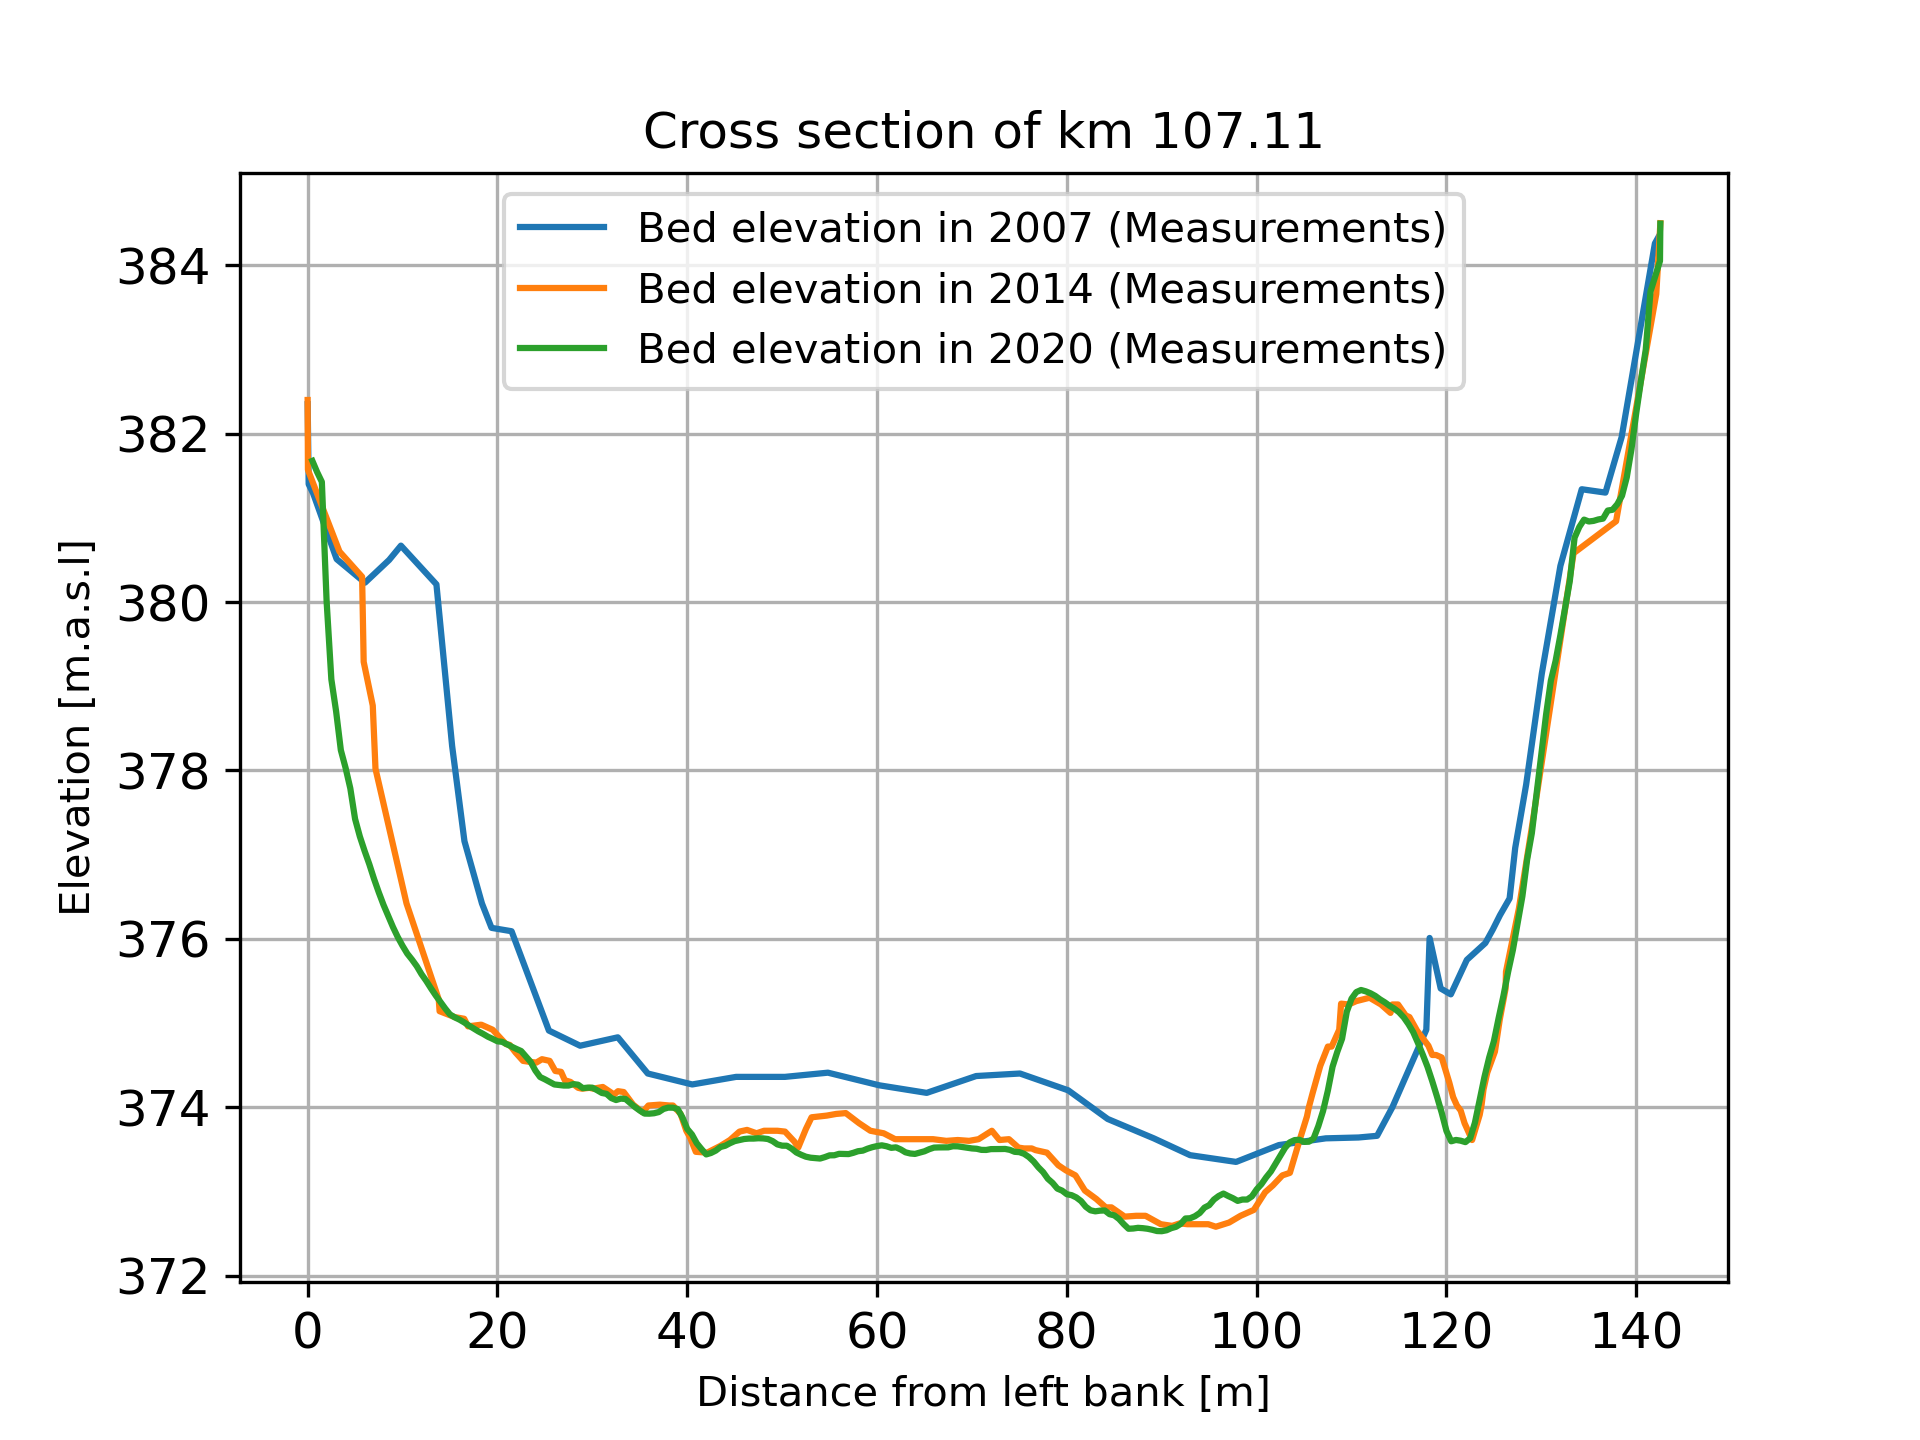 Cross section of km 107.11
Bed elevation in 2007 (Measurements)
Bed elevation in 2014 (Measurements)
Bed elevation in 2020 (Measurements)
Elevation [m.a.s.l]
384
382
380
378
376
374
372
0 20 40 60 80 100 120 140
Distance from left bank [m]